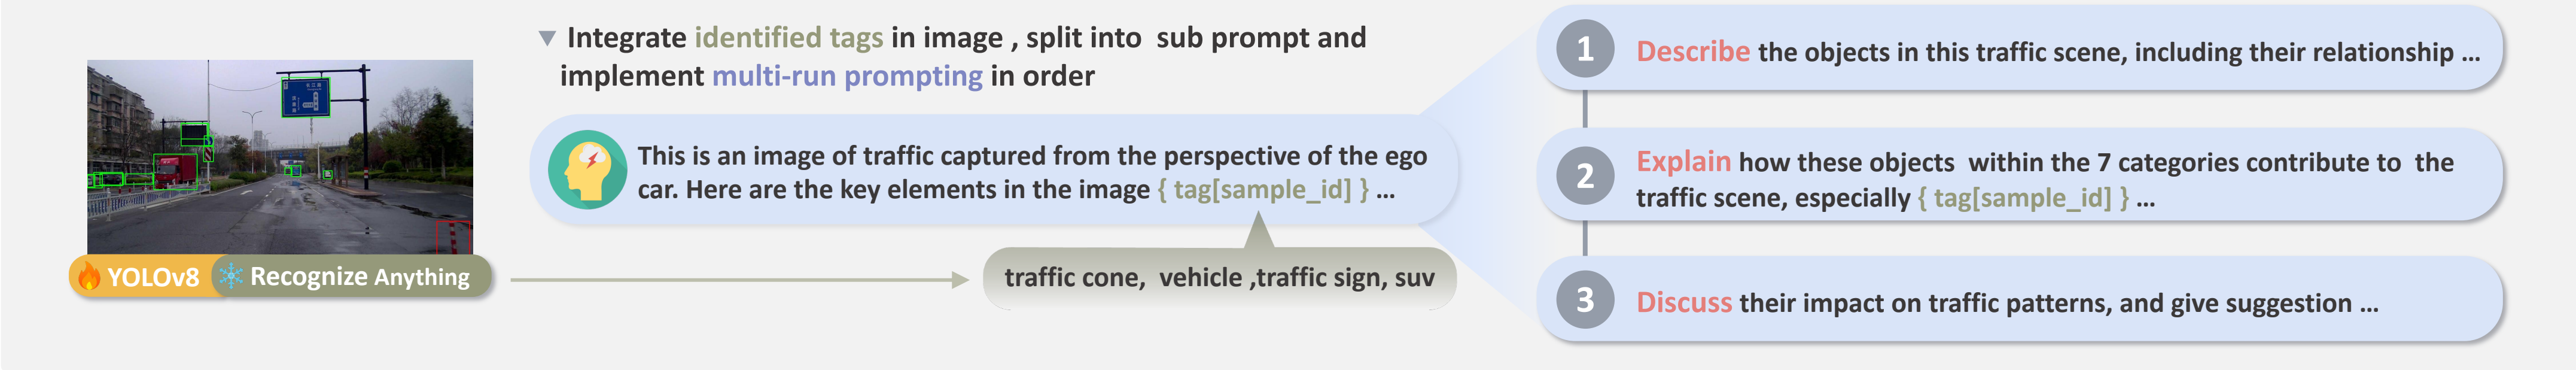 Integrate identified tags in image , split into sub prompt and
implement multi-run prompting in order
This is an image of traffic captured from the perspective of the ego
car. Here are the key elements in the image { tag[sample_id] } ...
YOLOv8 Recognize Anything
traffic cone, vehicle ,traffic sign, suv
1
Describe the objects in this traffic scene, including their relationship ...
2
Explain how these objects within the 7 categories contribute to the
traffic scene, especially { tag[sample_id] } ...
3
Discuss their impact on traffic patterns, and give suggestion ...